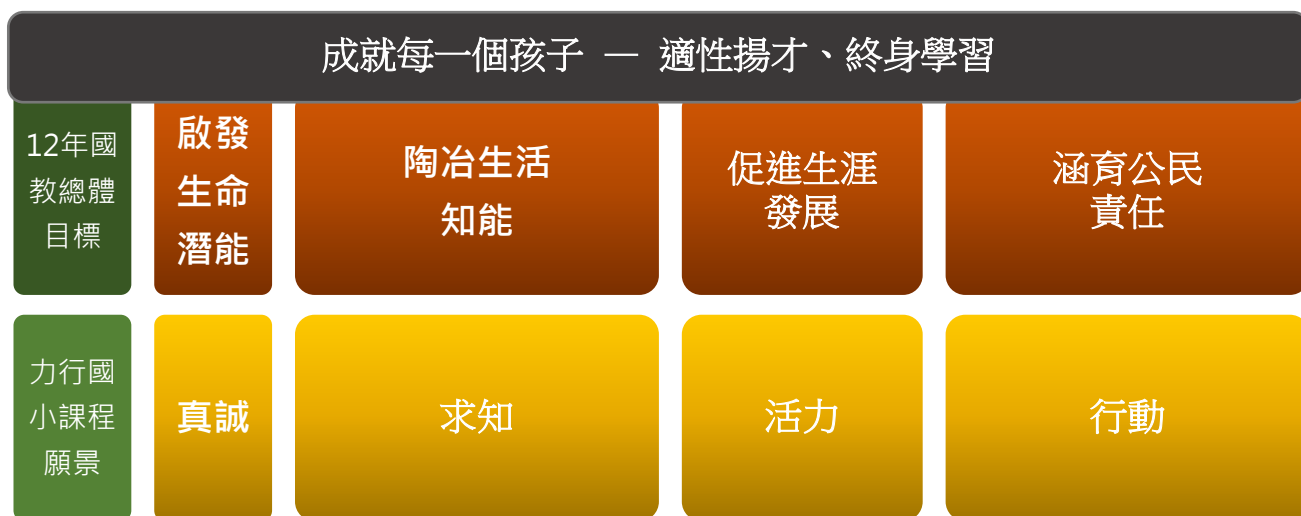 成就每一個孩子 — 適性揚才、終身學習
12年國
教總體
目標
啟發
生命
潛能
陶冶生活
知能
促進生涯
發展
涵育公民
責任
力行國
小課程
願景
真誠
求知
活力
行動